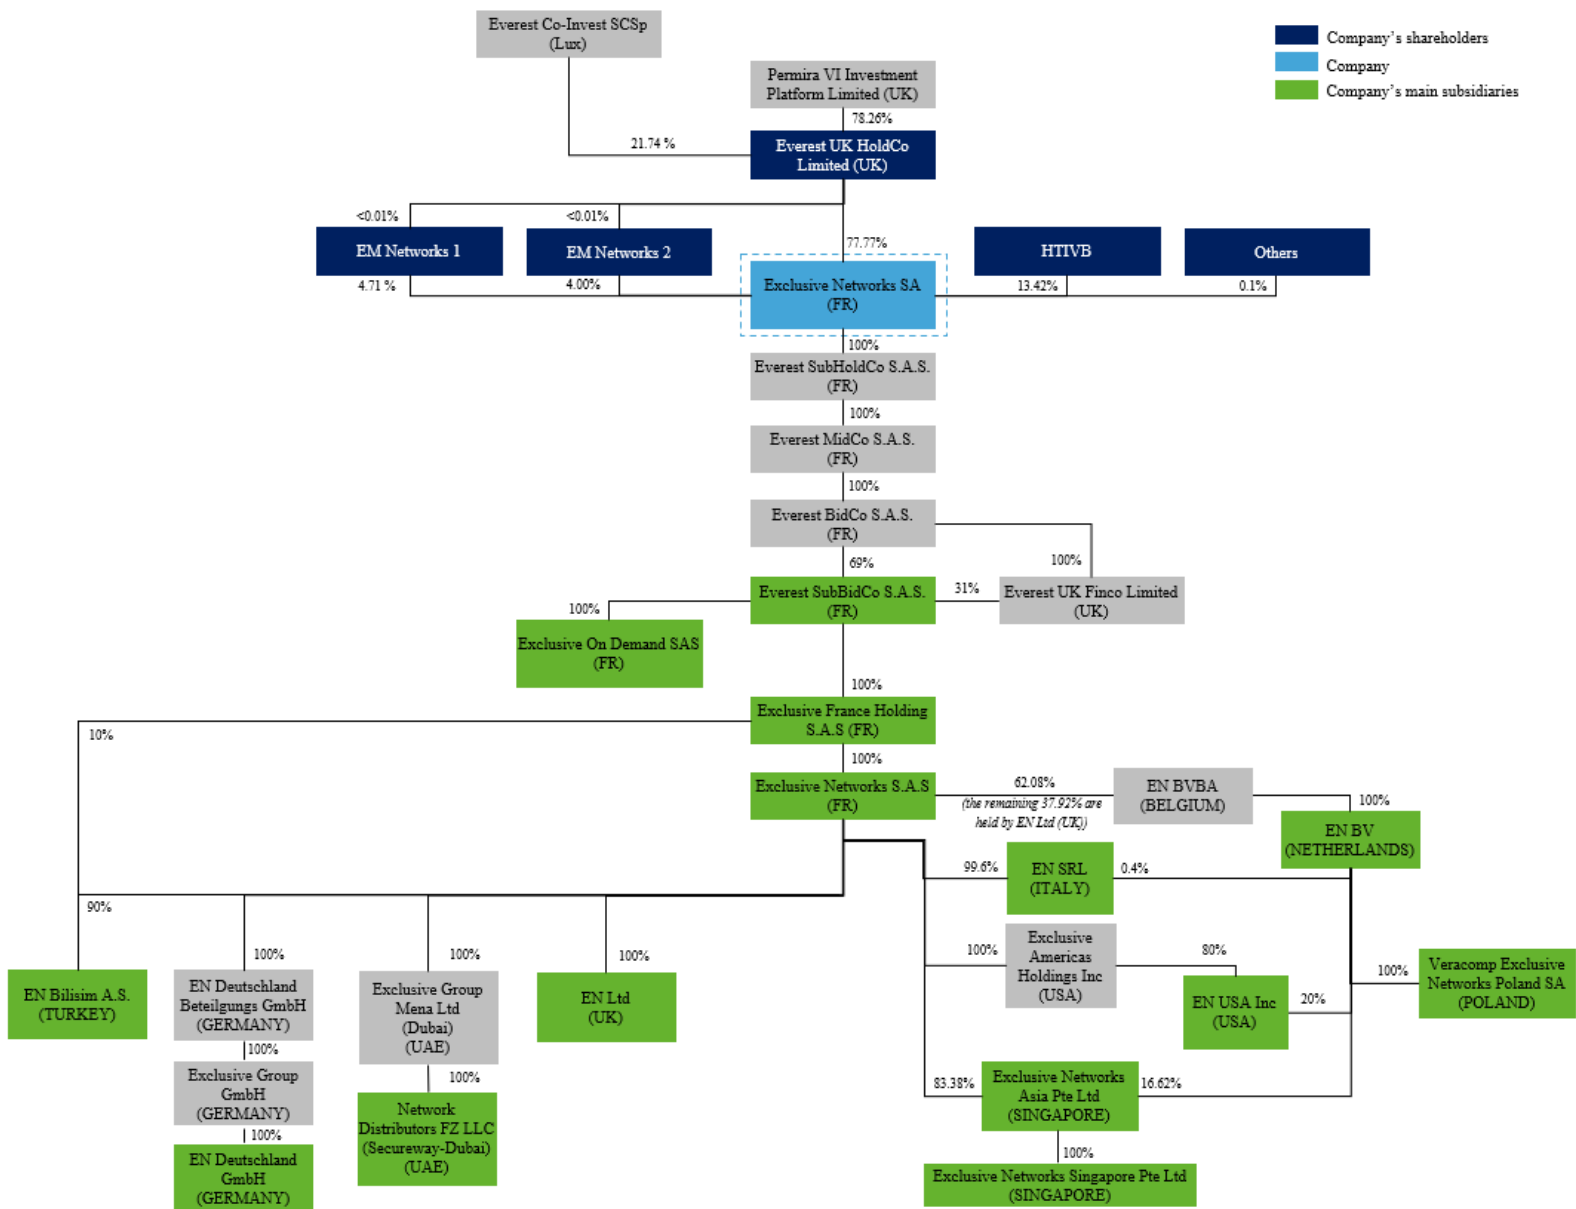 Everest Co-Invest SCSp
(Lux)
Company's shareholders
Company
Company's main subsidiaries
Permira VI Investment
Platform Limited (UK)
78.26%
21.74 %
Everest UK HoldCo
Limited (UK)
<0.01%
<0.01%
77.77%
EM Networks 1
EM Networks 2
HTIVB
Others
4.71 %
4.00%
Exclusive Networks SA
(FR)
13.42%
0.1%
100%
Everest SubHoldCo S.A.S.
(FR)
100%
Everest MidCo S.A.S.
(FR)
100%
Everest BidCo S.A.S.
(FR)
69%
100%
Everest SubBidCo S.A.S.
(FR)
31%
Everest UK Finco Limited
(UK)
100%
Exclusive On Demand SAS
(FR)
100%
Exclusive France Holding
S.A.S (FR)
10%
100%
Exclusive Networks S.A.S
(FR)
62.08%
(the remaining 37.92% are
held by EN Ltd (UK))
EN BVBA
(BELGIUM)
100%
EN BV
(NETHERLANDS)
99.6%
EN SRL
(ITALY)
0.4%
90%
100%
100%
100%
100%
Exclusive
Americas
Holdings Inc
(USA)
80%
EN USA Inc
(USA)
20%
100%
Veracomp Exclusive
Networks Poland SA
(POLAND)
EN Bilisim A.S.
(TURKEY)
EN Deutschland
Beteilgungs GmbH
(GERMANY)
Exclusive Group
Mena Ltd
(Dubai)
(UAE)
EN Ltd
(UK)
100%
Exclusive Group
GmbH
(GERMANY)
100%
EN Deutschland
GmbH
(GERMANY)
100%
Network
Distributors FZ LLC
(Secureway-Dubai)
(UAE)
83.38%
Exclusive Networks
Asia Pte Ltd
(SINGAPORE)
16.62%
100%
Exclusive Networks Singapore Pte Ltd
(SINGAPORE)